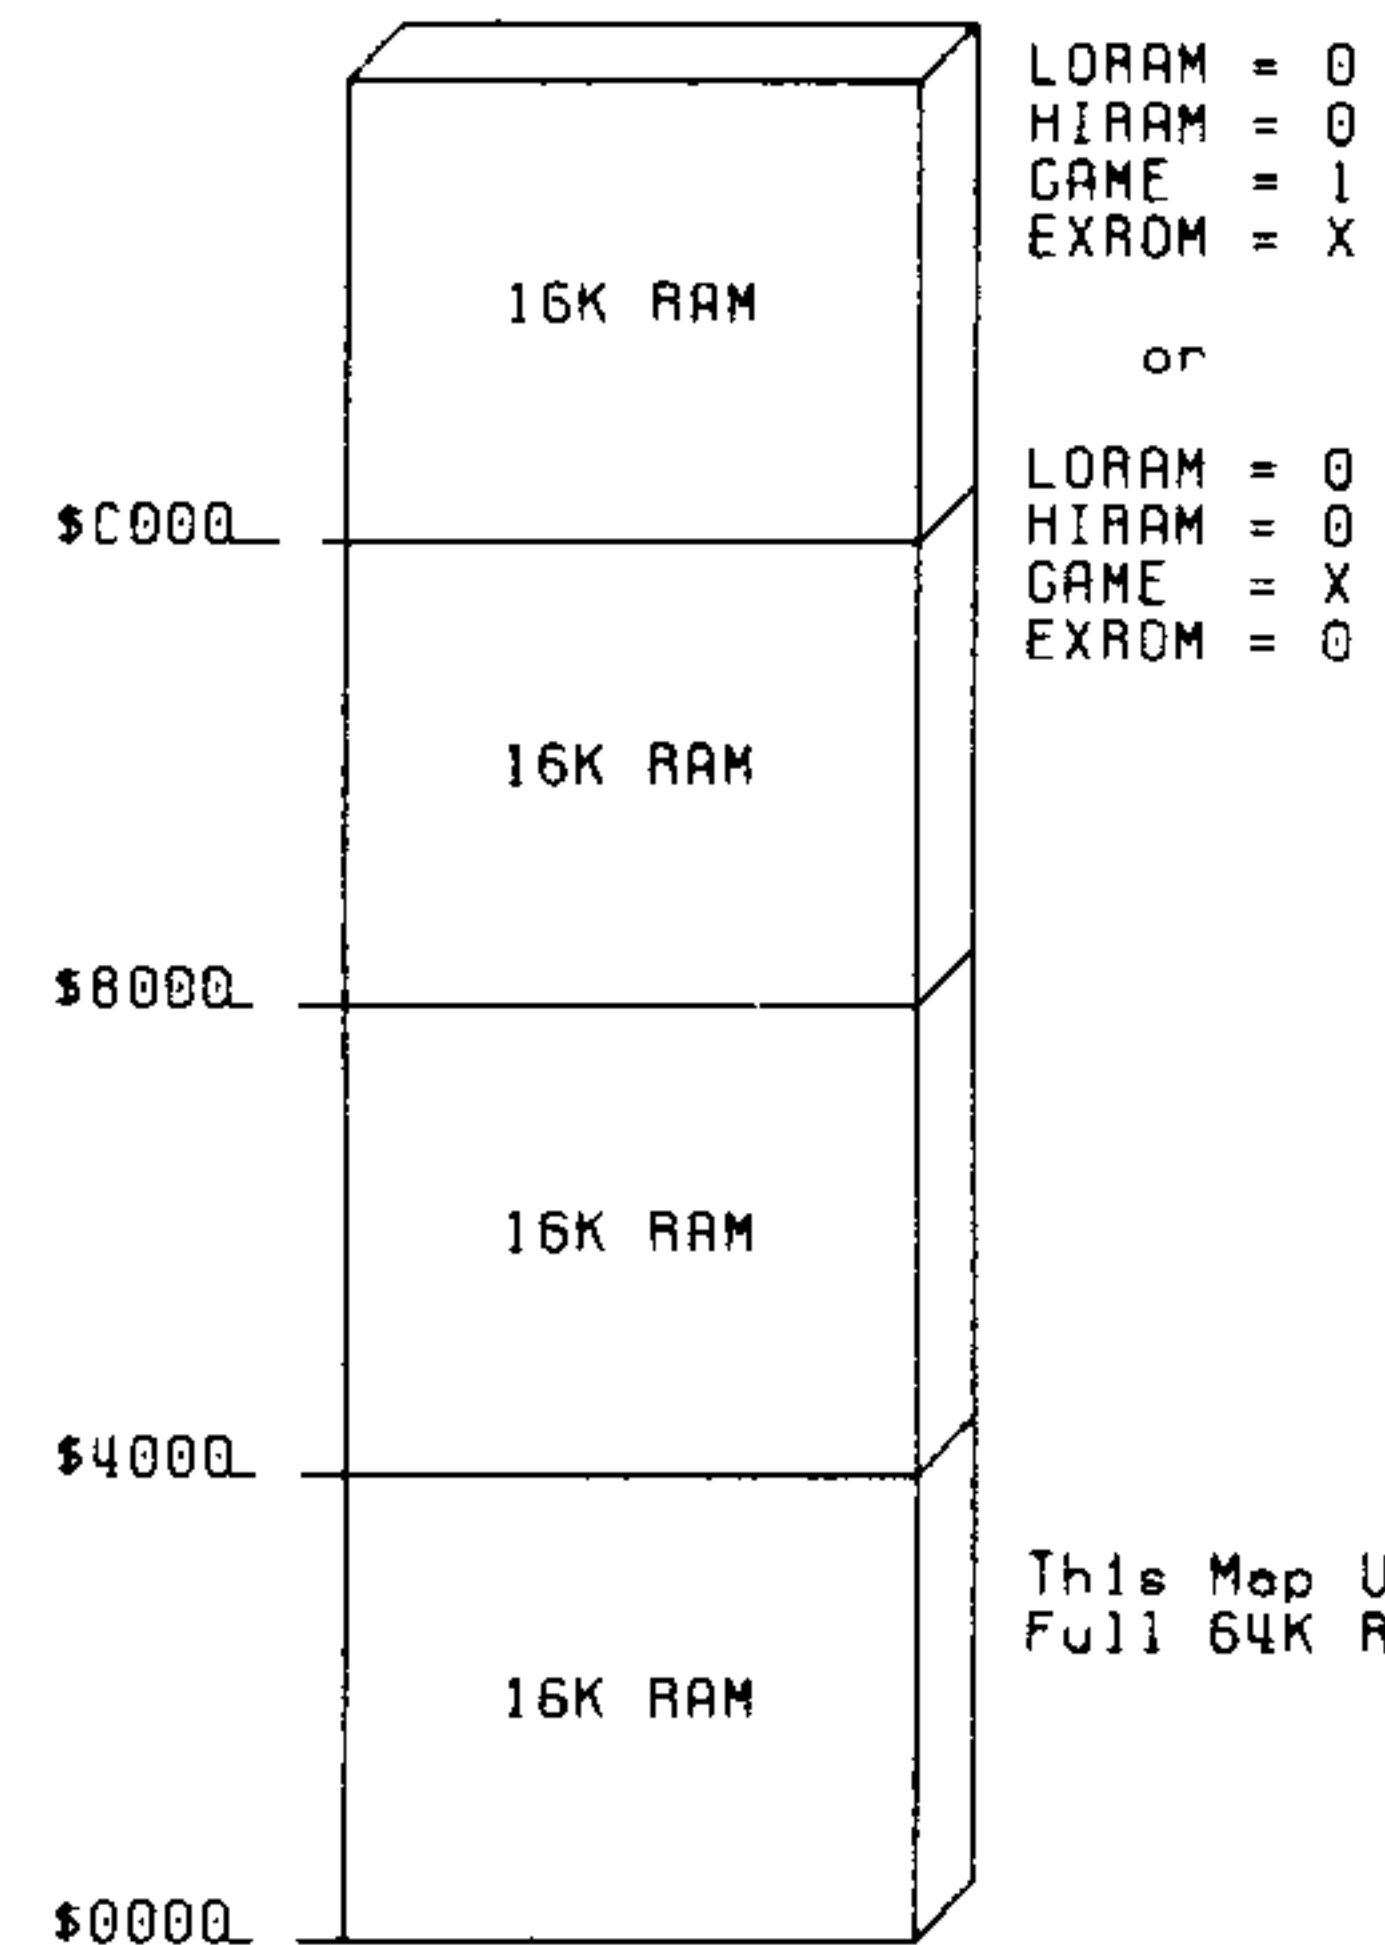 LORAM = 0
HIRAM = 0
GAME = 1
EXROM = X
16K RAM
or
LORAM = 0
HIRAM = 0
GAME = X
EXROM = 0
$C000
16K RAM
$8000
16K RAM
$4000
This Map
Full 64K
16K RAM
$0000